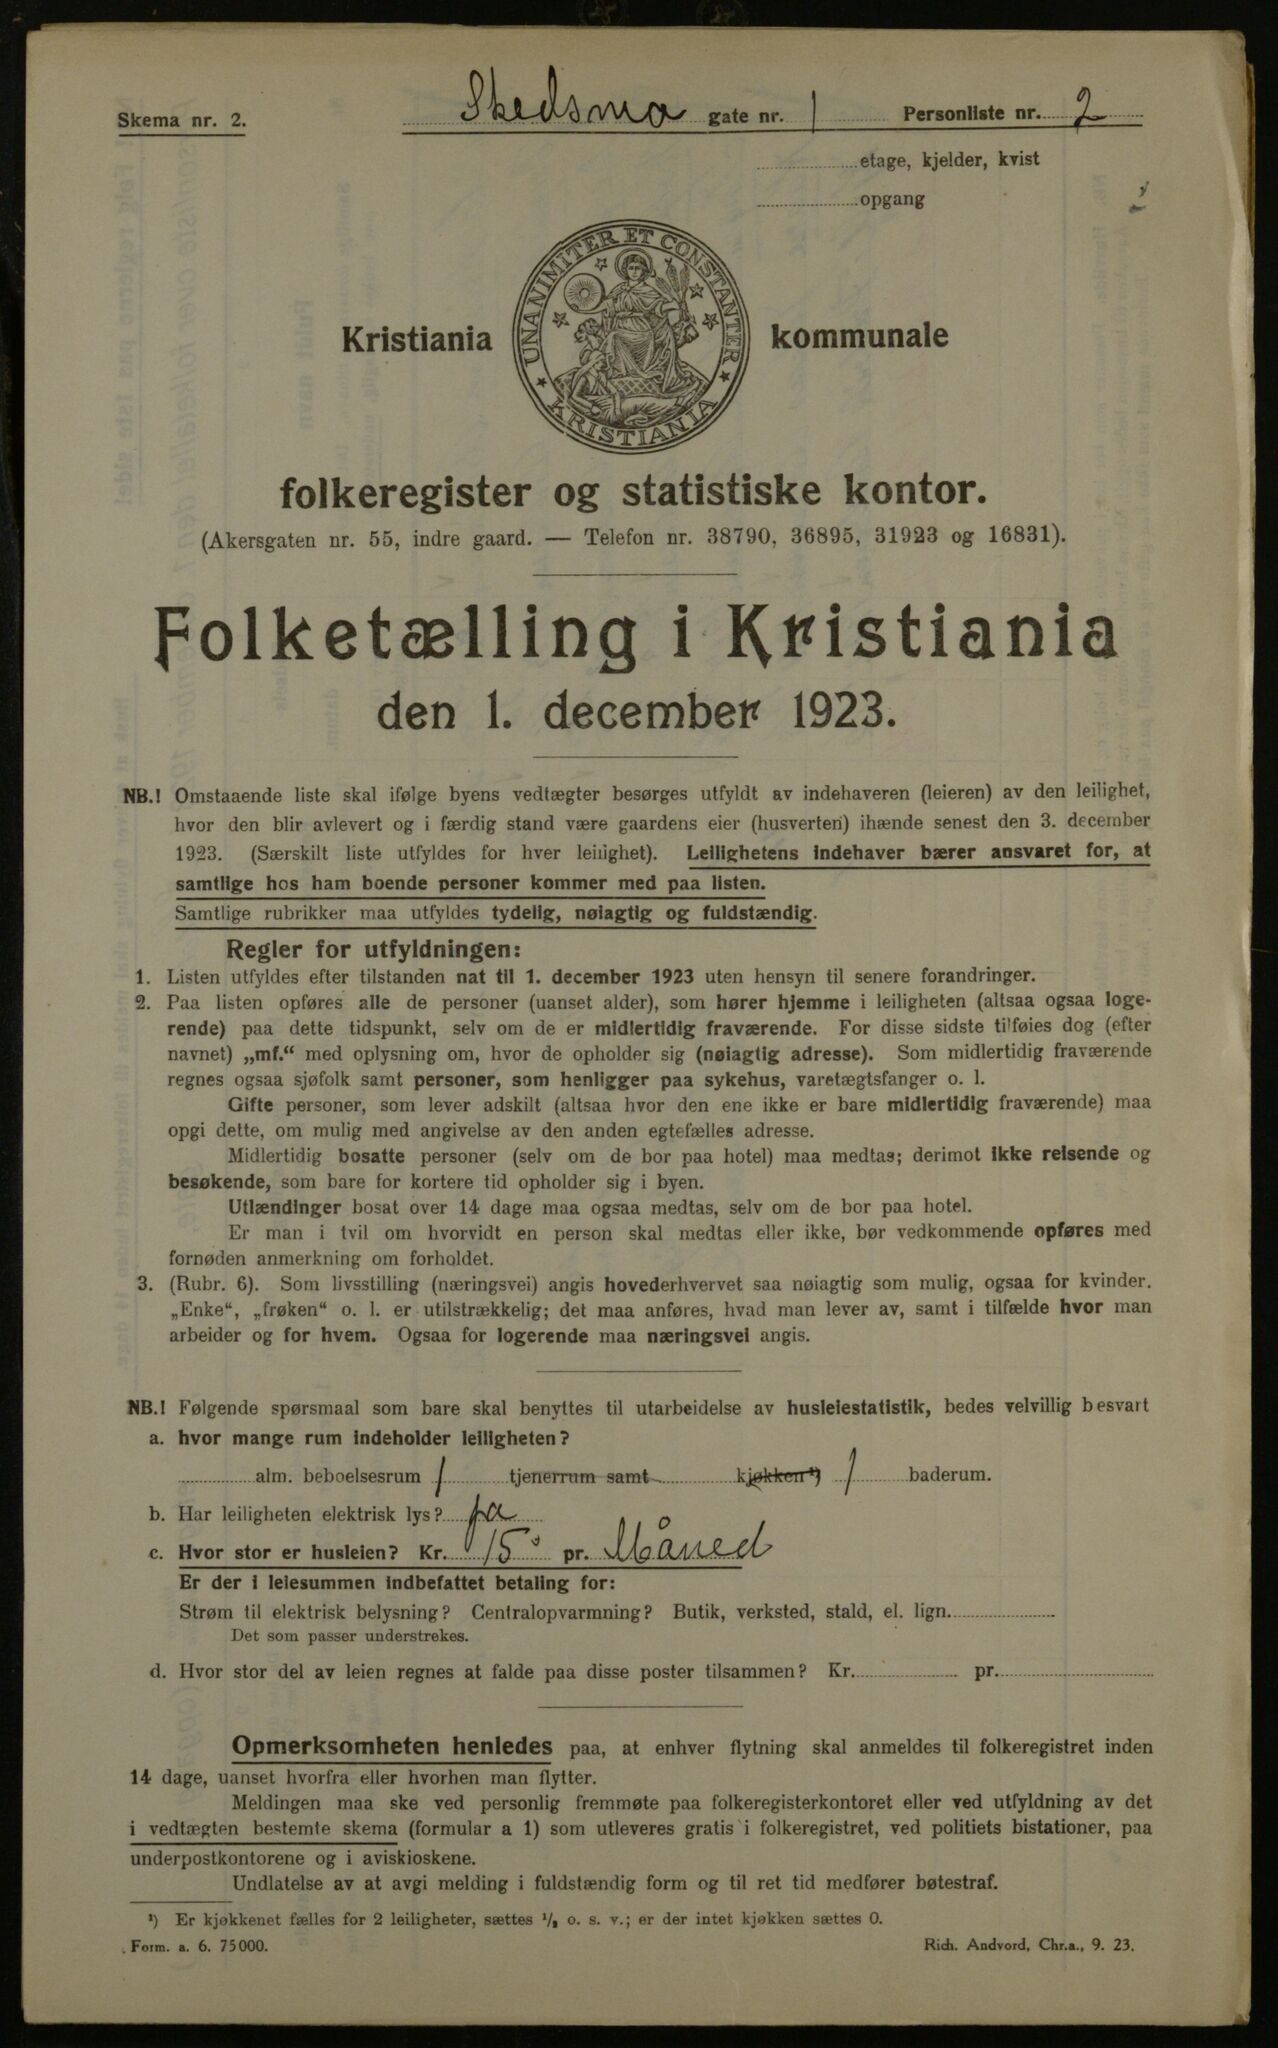 Skema nr. 2.
Skedsmo gate nr. 1 Personliste nr. 2
etage, kjelder, kvist
opgang
UNANIMITER ET CONSTANTER
KRISTIANIA
Kristiania kommunale
folkeregister og statistiske kontor.
(Akersgaten nr. 55, indre gaard. — Telefon nr. 38790, 36895, 31923 og 16831).
Folketælling i Kristiania
den 1. december 1923.
NB.! Omstaaende liste skal ifølge byens vedtægter besørges utfyldt av indehaveren (leieren) av den leilighet,
hvor den blir avlevert og i færdig stand være gaardens eier (husverten) ihænde senest den 3. december
1923. (Særskilt liste utfyldes for hver leilighet). Leilighetens indehaver bærer ansvaret for, at
samtlige hos ham boende personer kommer med paa listen.
Samtlige rubrikker maa utfyldes tydelig, nøiagtig og fuldstændig.
Regler for utfyldningen:
1. Listen utfyldes efter tilstanden nat til 1. december 1923 uten hensyn til senere forandringer.
2. Paa listen opføres alle de personer (uanset alder), som hører hjemme i leiligheten (altsaa ogsaa loge-
rende) paa dette tidspunkt, selv om de er midlertidig fraværende. For disse sidste tilføies dog (efter
navnet) „mf.“ med oplysning om, hvor de opholder sig (nøiagtig adresse). Som midlertidig fraværende
regnes ogsaa sjøfolk samt personer, som henligger paa sykehus, varetægtsfanger o. l.
Gifte personer, som lever adskilt (altsaa hvor den ene ikke er bare midlertidig fraværende) maa
opgi dette, om mulig med angivelse av den anden egtefælles adresse.
Midlertidig bosatte personer (selv om de bor paa hotel) maa medtas; derimot ikke reisende og
besøkende, som bare for kortere tid opholder sig i byen.
Utlændinger bosat over 14 dage maa ogsaa medtas, selv om de bor paa hotel.
Er man i tvil om hvorvidt en person skal medtas eller ikke, bør vedkommende opføres med
fornøden anmerkning om forholdet.
3. (Rubr. 6). Som livsstilling (næringsvei) angis hovederhvervet saa nøiagtig som mulig, ogsaa for kvinder.
„Enke“, „frøken“ o. l. er utilstrækkelig; det maa anføres, hvad man lever av, samt i tilfælde hvor man
arbeider og for hvem. Ogsaa for logerende maa næringsvei angis.
NB.! Følgende spørsmaal som bare skal benyttes til utarbeidelse av husleiestatistik, bedes velvillig besvart
a. hvor mange rum indeholder leiligheten?
alm. beboelsesrum 1 tjenerrum samt kjøkken¹) 1 baderum.
b. Har leiligheten elektrisk lys? ja
c. Hvor stor er husleien? Kr. 15 pr. Måned
Er der i leiesummen indbefattet betaling for:
Strøm til elektrisk belysning? Centralopvarmning? Butik, verksted, stald, el. lign.
Det som passer understrekes.
d. Hvor stor del av leien regnes at falde paa disse poster tilsammen? Kr. pr.
Opmerksomheten henledes paa, at enhver flytning skal anmeldes til folkeregistret inden
14 dage, uanset hvorfra eller hvorhen man flytter.
Meldingen maa ske ved personlig fremmøte paa folkeregisterkontoret eller ved utfyldning av det
i vedtægten bestemte skema (formular a 1) som utleveres gratis i folkeregistret, ved politiets bistationer, paa
underpostkontorene og i aviskioskene.
Undlatelse av at avgi melding i fuldstændig form og til ret tid medfører bøtestraf.
¹) Er kjøkkenet fælles for 2 leiligheter, sættes ½ o. s. v.; er der intet kjøkken sættes 0.
Form. a. 6. 75000.
Rich. Andvord, Chr.a., 9. 23.